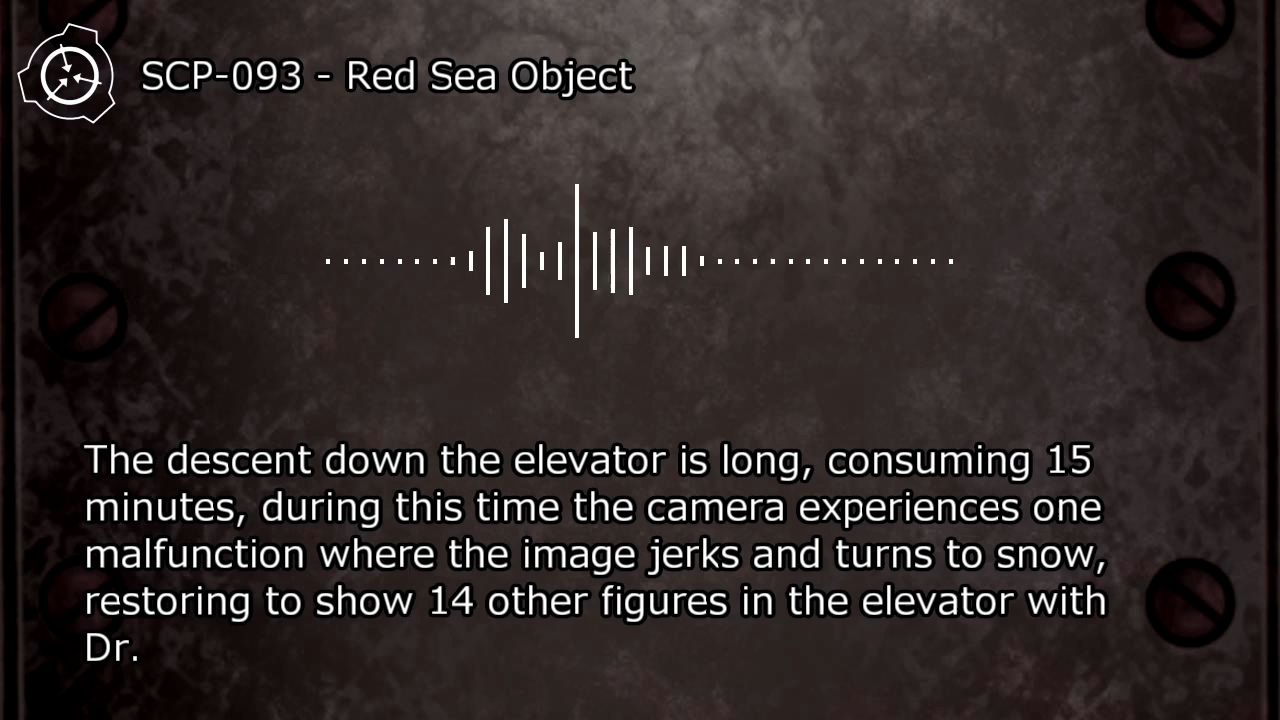 SCP-093 - Red Sea Object
The descent down the elevator is long, consuming 15
minutes, during this time the camera experiences one
malfunction where the image jerks and turns to snow,
restoring to show 14 other figures in the elevator with
Dr.